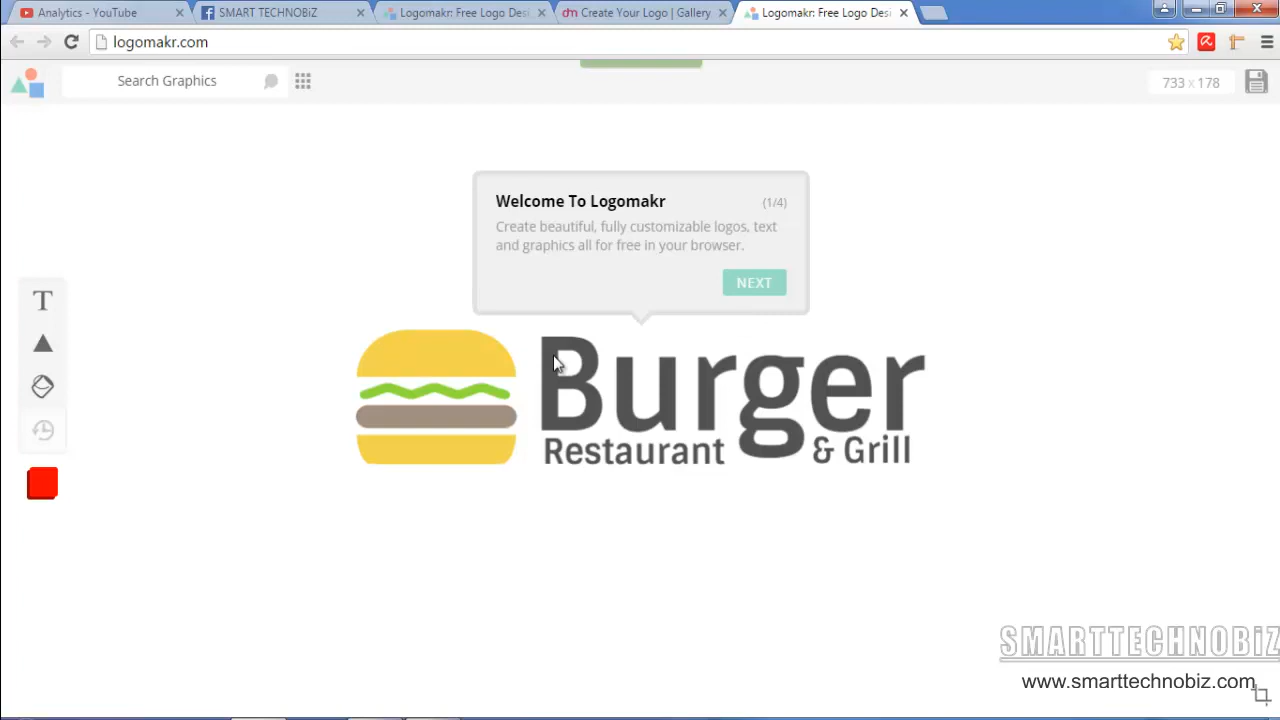 Analytics - YouTube
SMART TECHNOBiZ
Logomakr: Free Logo Desi
Create Your Logo | Gallery
Logomakr: Free Logo Desi
logomakr.com
Search Graphics
733 x 178
Welcome To Logomakr (1/4)
Create beautiful, fully customizable logos, text
and graphics all for free in your browser.
NEXT
T
Burger
Restaurant & Grill
SMARTTECHNOBiZ
www.smarttechnobiz.com